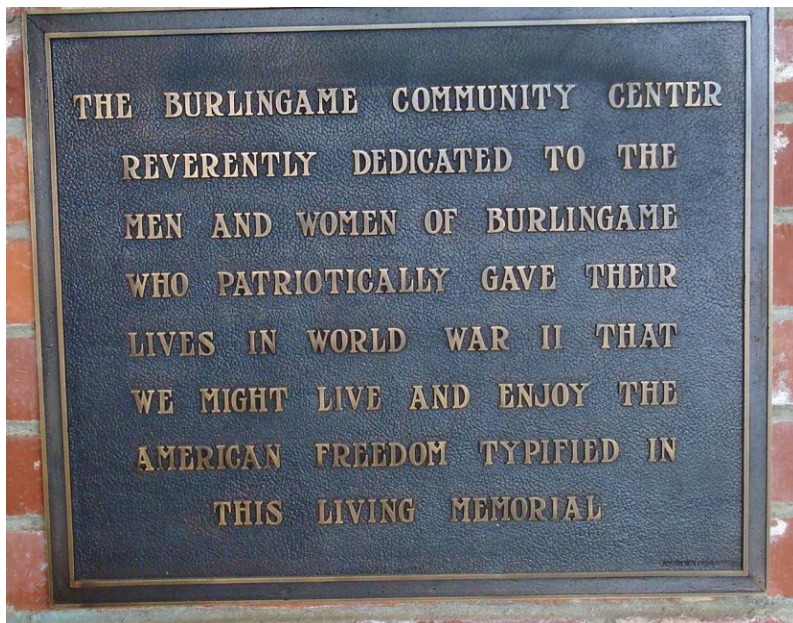 THE BURLINGAME COMMUNITY CENTER
REVERENTLY DEDICATED TO THE
MEN AND WOMEN OF BURLINGAME
WHO PATRIOTICALLY GAVE THEIR
LIVES IN WORLD WAR II THAT
WE MIGHT LIVE AND ENJOY THE
AMERICAN FREEDOM TYPIFIED IN
THIS LIVING MEMORIAL